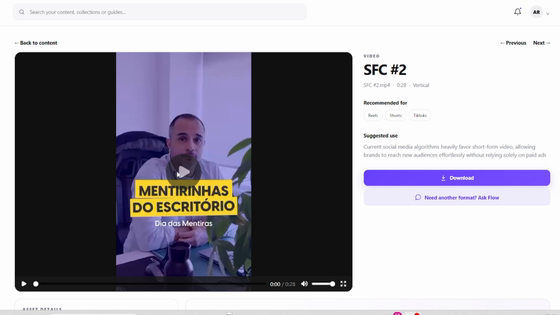 Search your content, collections or guides...
AR
← Back to content
← Previous
Next →
VIDEO
SFC #2
SFC #2.mp4 · 0:28 · Vertical
Recommended for
Reels
Shorts
Tiktoks
Suggested use
Current social media algorithms heavily favor short-form video, allowing
brands to reach new audiences effortlessly without relying solely on paid ads
Download
Need another format? Ask Flow
MENTIRINHAS
DO ESCRITÓRIO
Dia das Mentiras
0:00 / 0:28
ASSET DETAILS